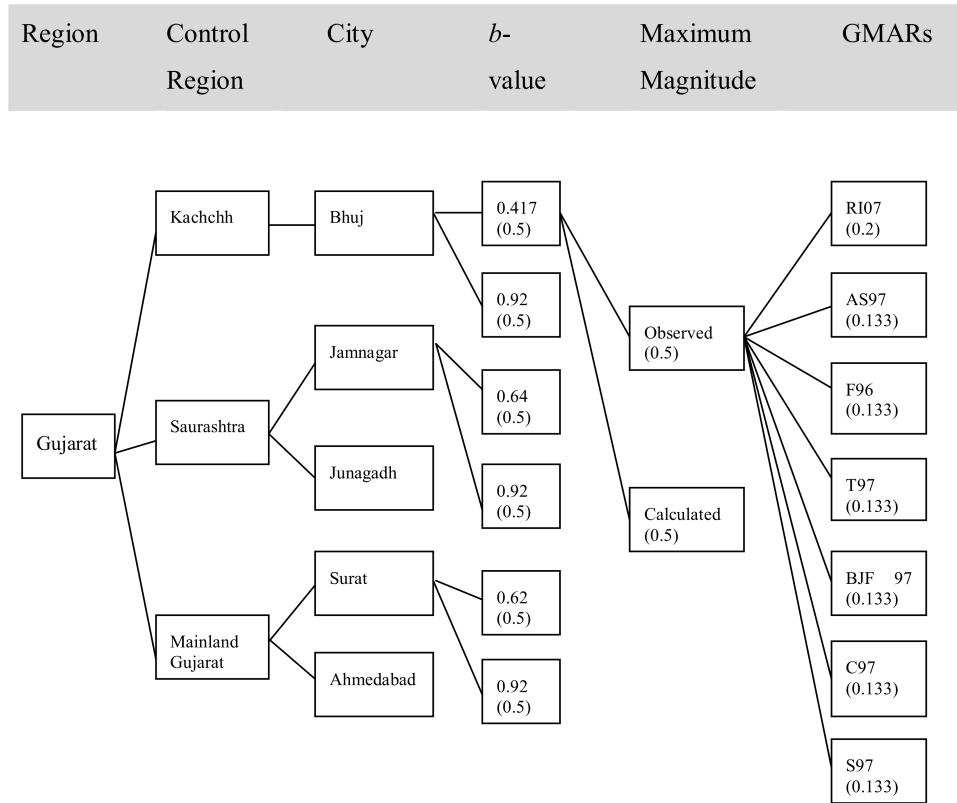 Region
Control
Region
City
b-
value
Maximum
Magnitude
GMARs
Gujarat
Kachchh
Saurashtra
Mainland
Gujarat
Bhuj
Jamnagar
Junagadh
Surat
Ahmedabad
0.417
(0.5)
0.92
(0.5)
0.64
(0.5)
0.92
(0.5)
0.62
(0.5)
0.92
(0.5)
Observed
(0.5)
Calculated
(0.5)
RI07
(0.2)
AS97
(0.133)
F96
(0.133)
T97
(0.133)
BJF 97
(0.133)
C97
(0.133)
S97
(0.133)